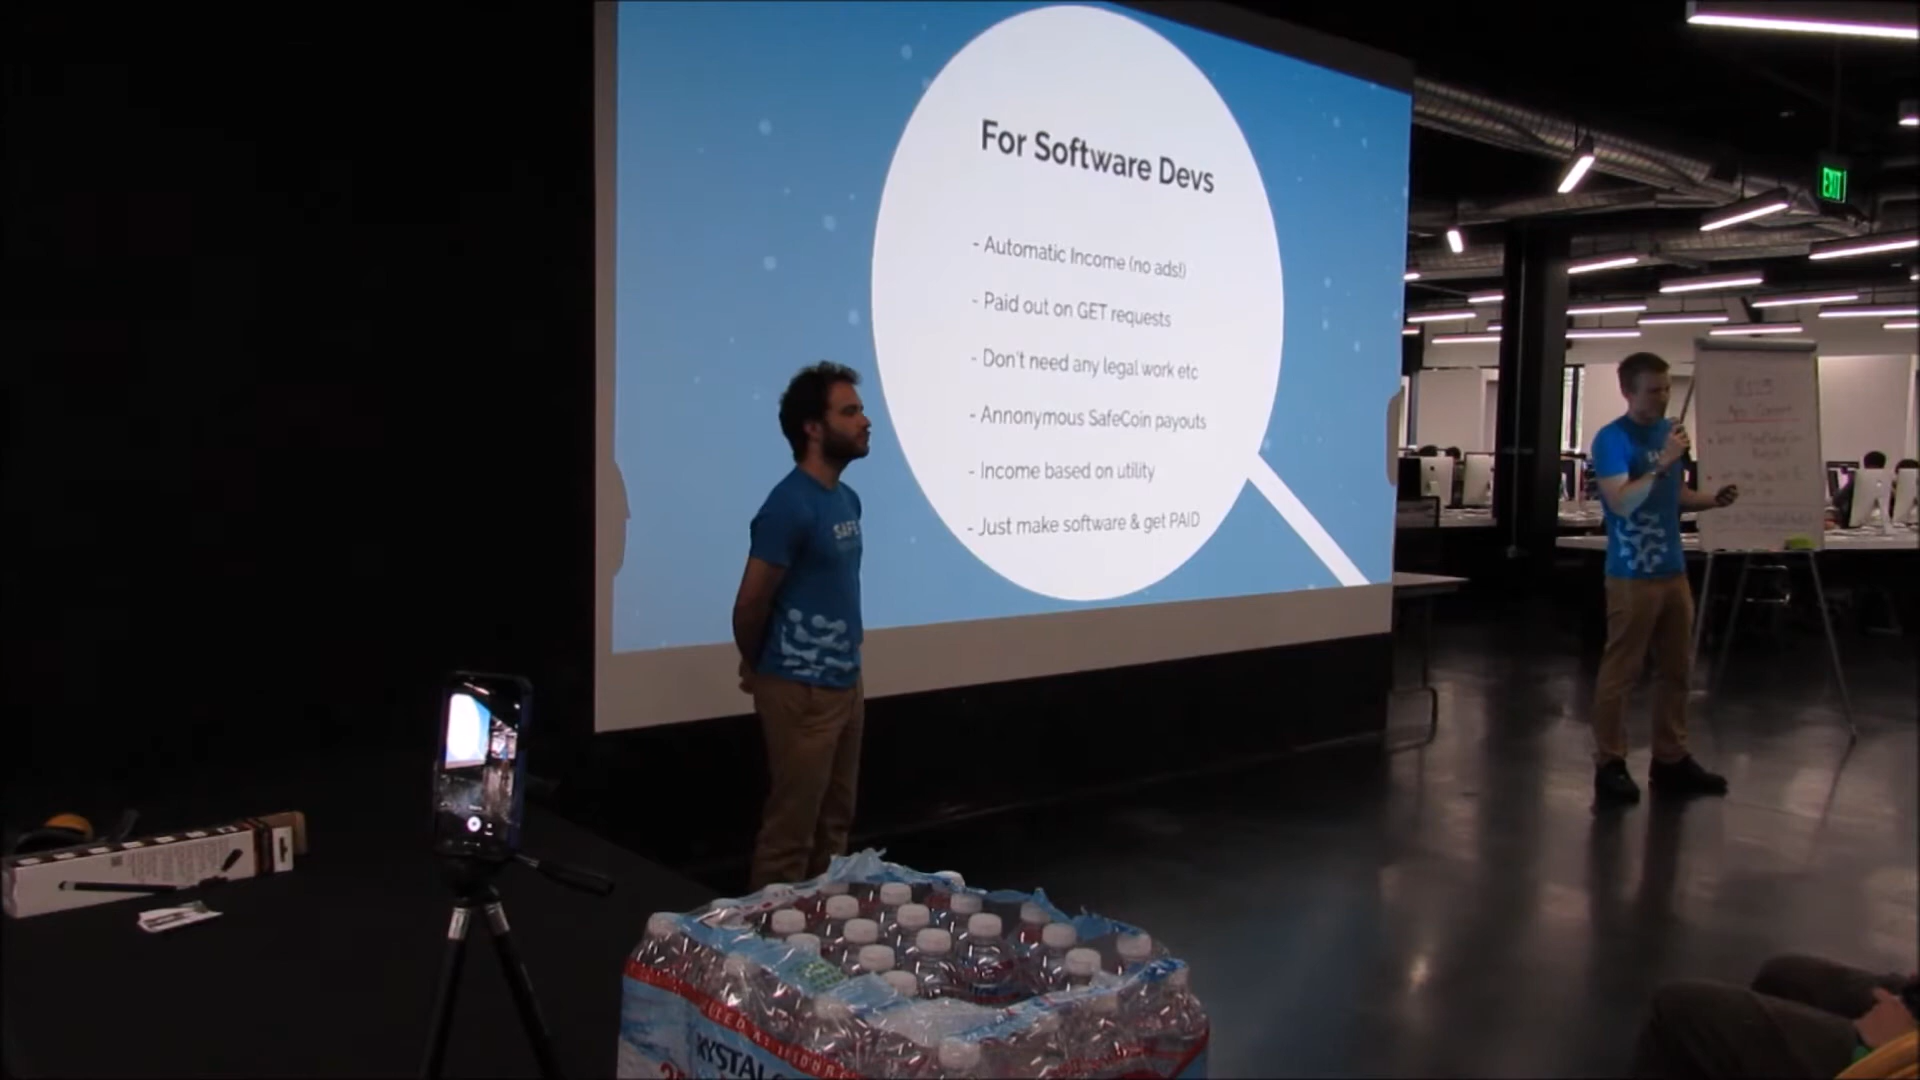 For Software Devs
- Automatic Income (no ads!)
- Paid out on GET requests
- Don't need any legal work etc
- Annonymous SafeCoin payouts
- Income based on utility
- Just make software & get PAID
EXIT
SAFE